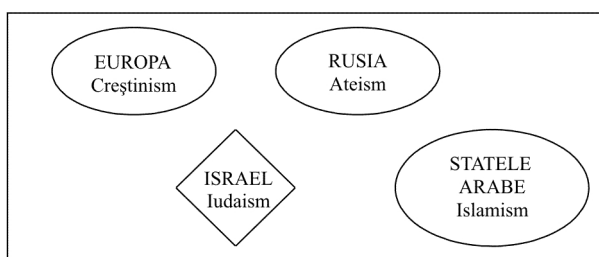 EUROPA
Creştinism
RUSIA
Ateism
ISRAEL
Iudaism
STATELE
ARABE
Islamism